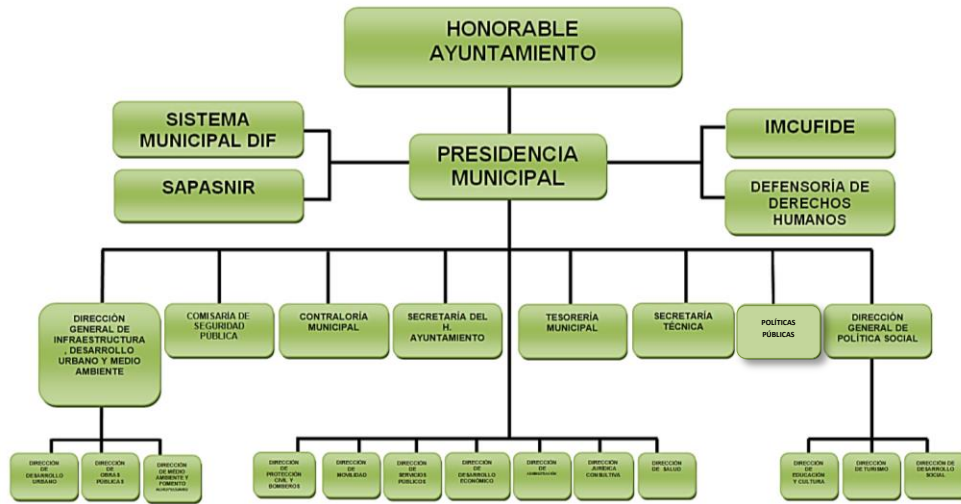 HONORABLE
AYUNTAMIENTO
SISTEMA
MUNICIPAL DIF
SAPASNIR
PRESIDENCIA
MUNICIPAL
IMCUFIDE
DEFENSORÍA DE
DERECHOS
HUMANOS
DIRECCIÓN
GENERAL DE
INFRAESTRUCTURA
, DESARROLLO
URBANO Y MEDIO
AMBIENTE
COMISARÍA DE
SEGURIDAD
PÚBLICA
CONTRALORÍA
MUNICIPAL
SECRETARÍA DEL
H.
AYUNTAMIENTO
TESORERÍA
MUNICIPAL
SECRETARÍA
TÉCNICA
POLÍTICAS
PÚBLICAS
DIRECCIÓN
GENERAL DE
POLÍTICA SOCIAL
DIRECCIÓN
DE
DESARROLLO
URBANO
DIRECCIÓN
DE
OBRAS
PÚBLICAS
DIRECCIÓN
DE MEDIO
AMBIENTE Y
FOMENTO
DIRECCIÓN
DE
PROTECCIÓN
CIVIL Y
BOMBEROS
DIRECCIÓN
DE
MOVILIDAD
DIRECCIÓN
DE
SERVICIOS
PÚBLICOS
DIRECCIÓN
DE
DESARROLLO
ECONÓMICO
DIRECCIÓN
DE
ADMINISTRACIÓN
DIRECCIÓN
JURÍDICA
CONSULTIVA
DIRECCIÓN
DE SALUD
DIRECCIÓN
DE
EDUCACIÓN
Y CULTURA
DIRECCIÓN
DE TURISMO
DIRECCIÓN
DE DESARROLLO
SOCIAL